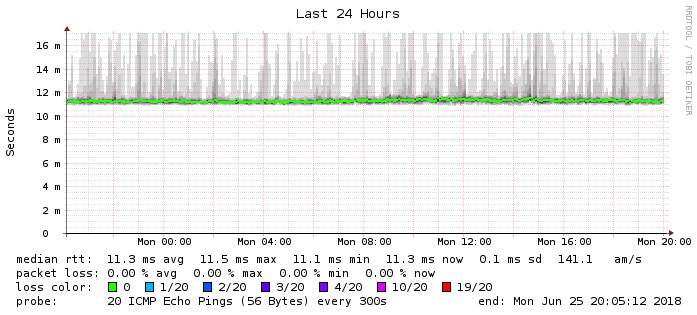 Last 24 Hours
RRDTOOL / TOBI OETIKER
Seconds
16 m
14 m
12 m
10 m
8 m
6 m
4 m
2 m
0
Mon 00:00 Mon 04:00 Mon 08:00 Mon 12:00 Mon 16:00 Mon 20:00
median rtt: 11.3 ms avg 11.5 ms max 11.1 ms min 11.3 ms now 0.1 ms sd 141.1 am/s
packet loss: 0.00 % avg 0.00 % max 0.00 % min 0.00 % now
loss color: 0 1/20 2/20 3/20 4/20 10/20 19/20
probe: 20 ICMP Echo Pings (56 Bytes) every 300s end: Mon Jun 25 20:05:12 2018